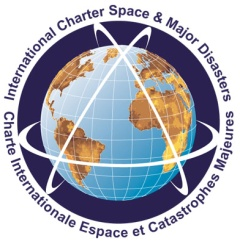 International Charter Space & Major Disasters
Charte Internationale Espace et Catastrophes Majeures